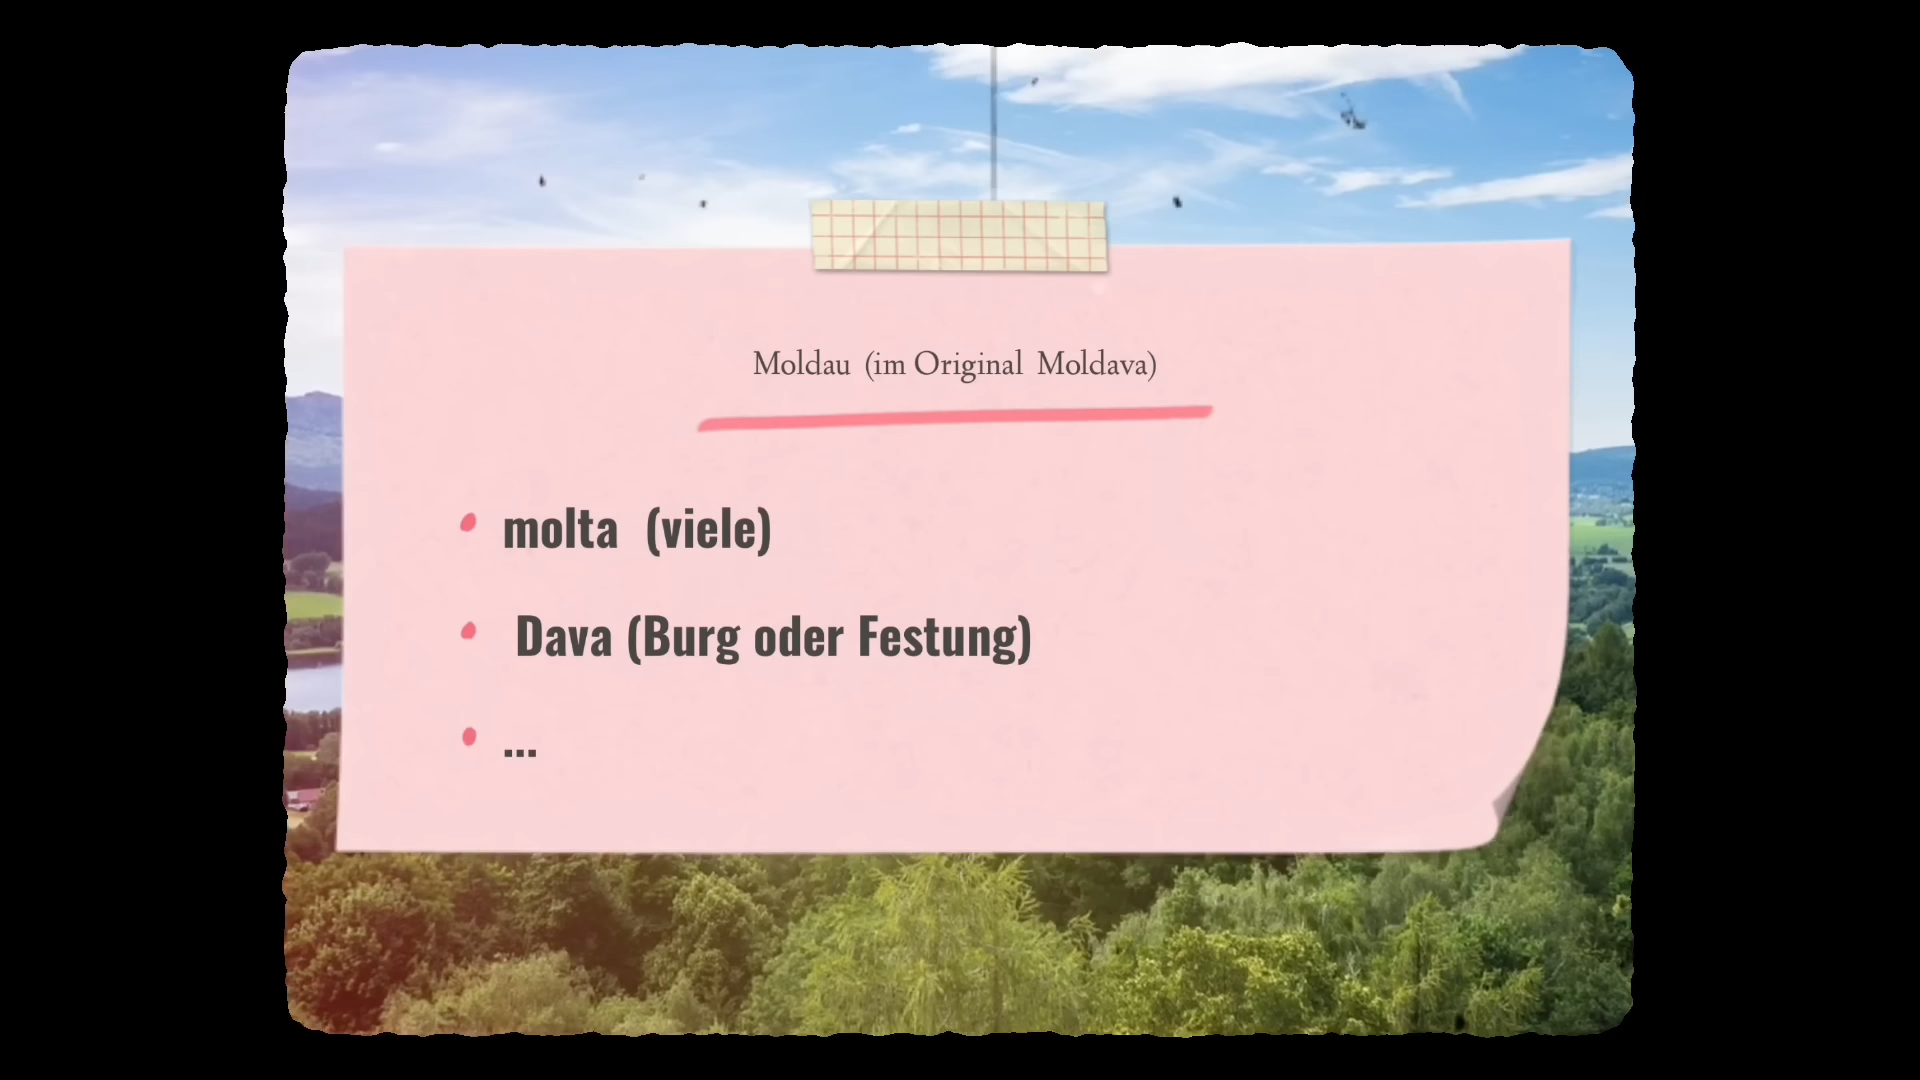 Moldau (im Original Moldava)
molta (viele)
Dava (Burg oder Festung)
...